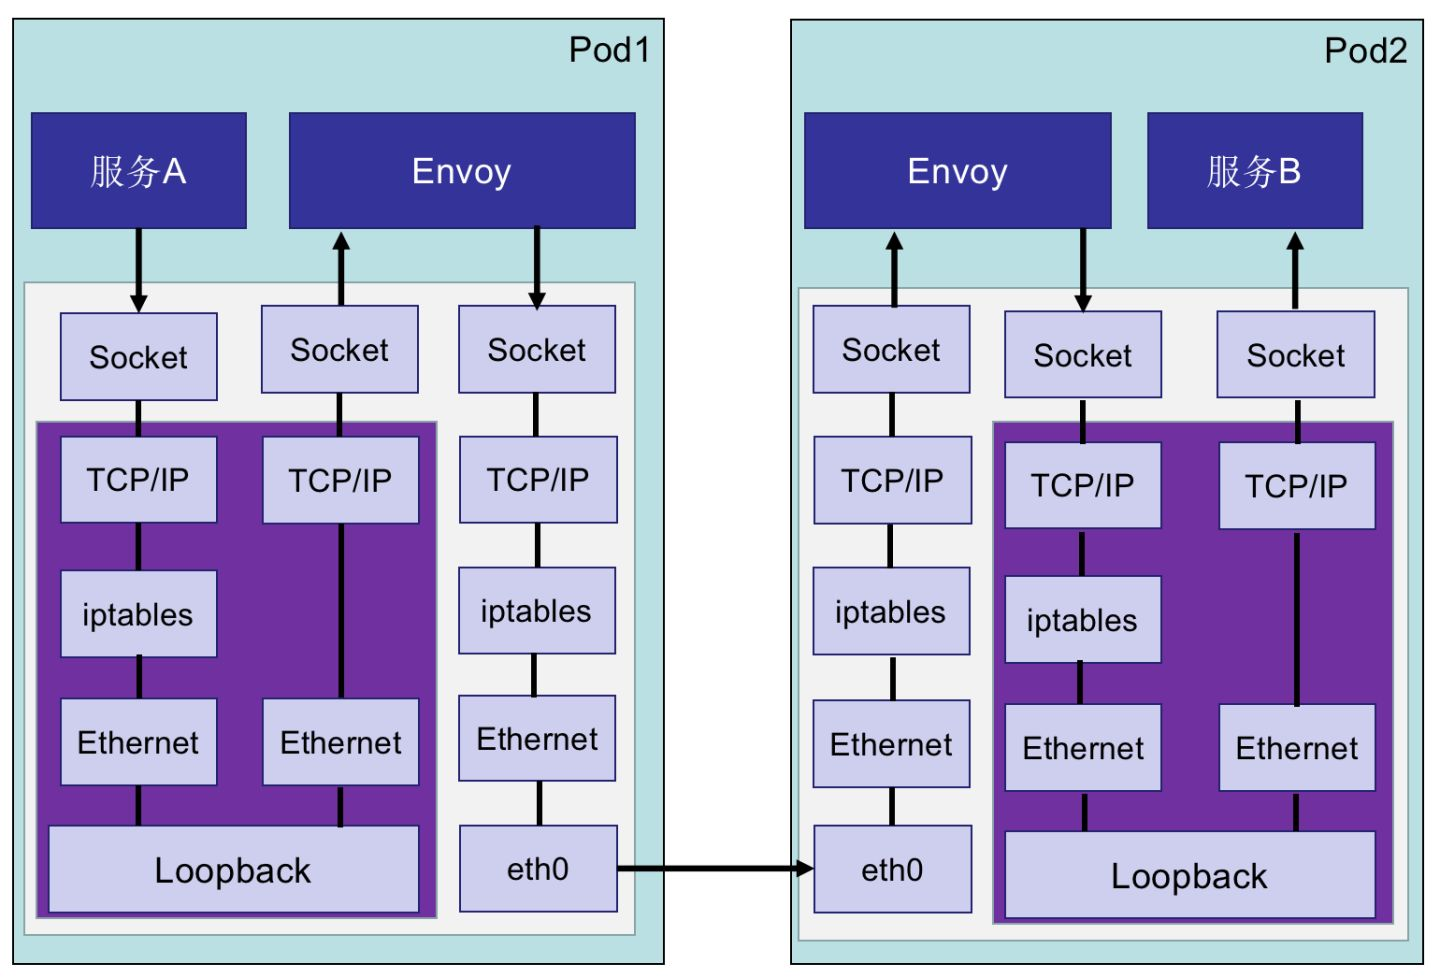 Pod1
服务A
Envoy
Socket
Socket
Socket
TCP/IP
TCP/IP
TCP/IP
iptables
iptables
Ethernet
Ethernet
Ethernet
Loopback
eth0
Pod2
Envoy
服务B
Socket
Socket
Socket
TCP/IP
TCP/IP
TCP/IP
iptables
iptables
Ethernet
Ethernet
Ethernet
eth0
Loopback